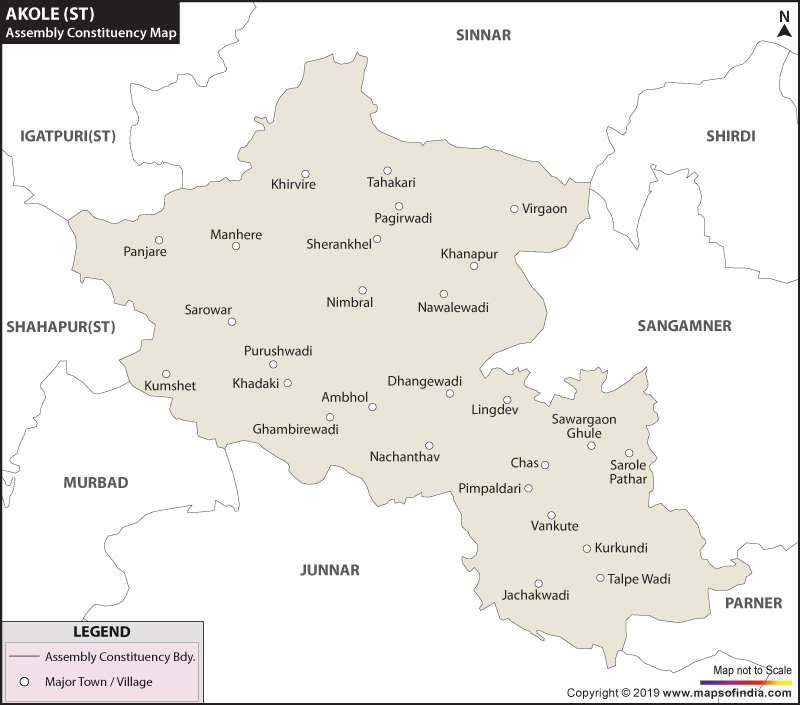 AKOLE (ST)
Assembly Constituency Map
N
SINNAR
IGATPURI(ST)
SHIRDI
Khirvire
Tahakari
Pagirwadi
Virgaon
Manhere
Sherankhel
Panjare
Khanapur
Nimbral
Nawalewadi
Sarowar
SHAHAPUR(ST)
SANGAMNER
Purushwadi
Kumshet
Khadaki
Dhangewadi
Ambhol
Lingdev
Sawargaon
Ghule
Ghambirewadi
Nachanthav
Chas
Sarole
Pathar
MURBAD
Pimpaldari
Vankute
Kurkundi
JUNNAR
Talpe Wadi
Jachakwadi
PARNER
LEGEND
Assembly Constituency Bdy.
Major Town / Village
Map not to Scale
Copyright © 2019 www.mapsofindia.com